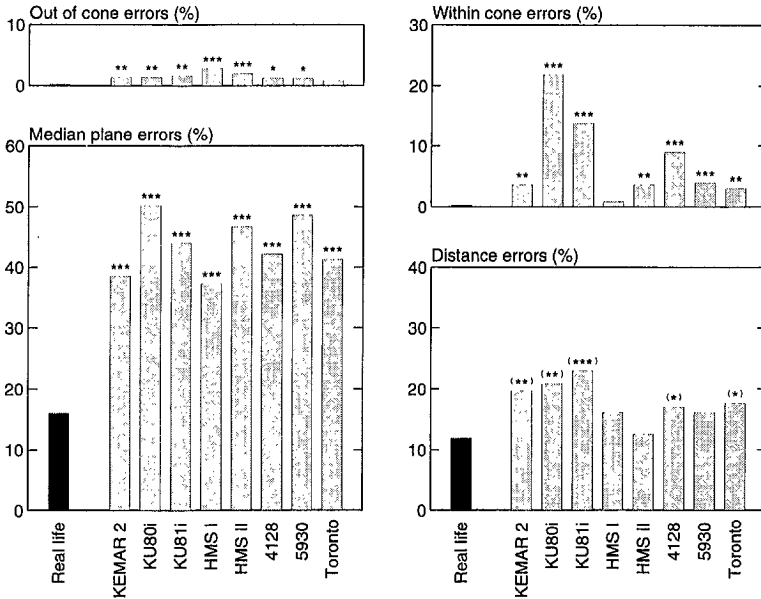 Out of cone errors (%)
10
0
** ** ** *** *** * *
Median plane errors (%)
60
50
40
30
20
10
0
*** *** *** *** *** *** *** ***
Real life
KEMAR 2
KU80i
KU81i
HMS I
HMS II
4128
5930
Toronto
Within cone errors (%)
30
20
10
0
** *** *** ** *** *** **
Distance errors (%)
40
30
20
10
0
(**) (**) (***) (*) (*)
Real life
KEMAR 2
KU80i
KU81i
HMS I
HMS II
4128
5930
Toronto